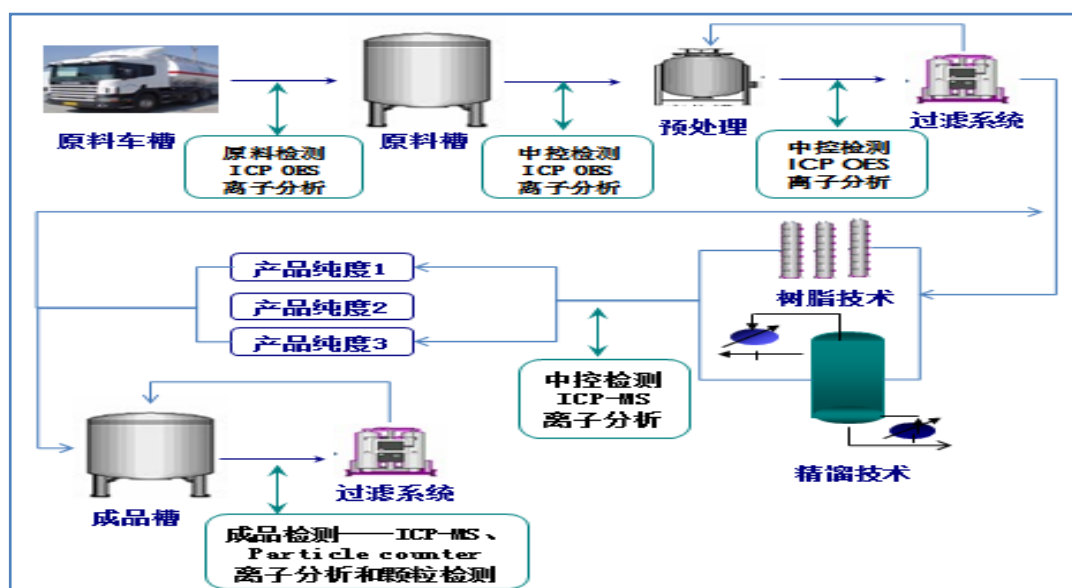 原料车槽
原料槽
预处理
过滤系统
原料检测
ICP OES
离子分析
中控检测
ICP OES
离子分析
中控检测
ICP OES
离子分析
产品纯度1
产品纯度2
产品纯度3
树脂技术
中控检测
ICP-MS
离子分析
精溜技术
成品槽
过滤系统
成品检测——ICP-MS、
Particle counter
离子分析和颗粒检测